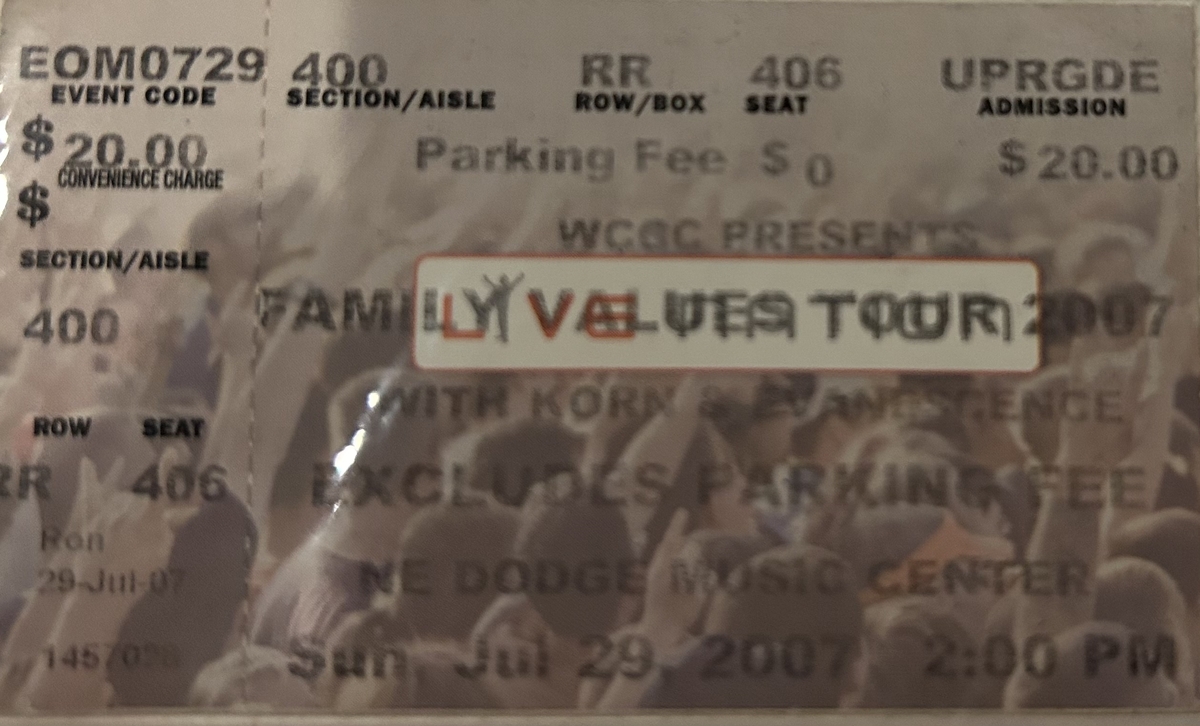 EOM0729 400 RR 406 UPRGDE
EVENT CODE SECTION/AISLE ROW/BOX SEAT ADMISSION
$ 20.00 Parking Fee $ 0 $ 20.00
CONVENIENCE CHARGE
$
WCGC PRESENTS
SECTION/AISLE
400
FAMILY VALUES TOUR 2007
WITH KORN & EVANESCENCE
ROW SEAT
RR 406
EXCLUDES PARKING FEE
Ron
29-Jul-07
NE DODGE MUSIC CENTER
Sun, Jul 29, 2007 2:00 PM